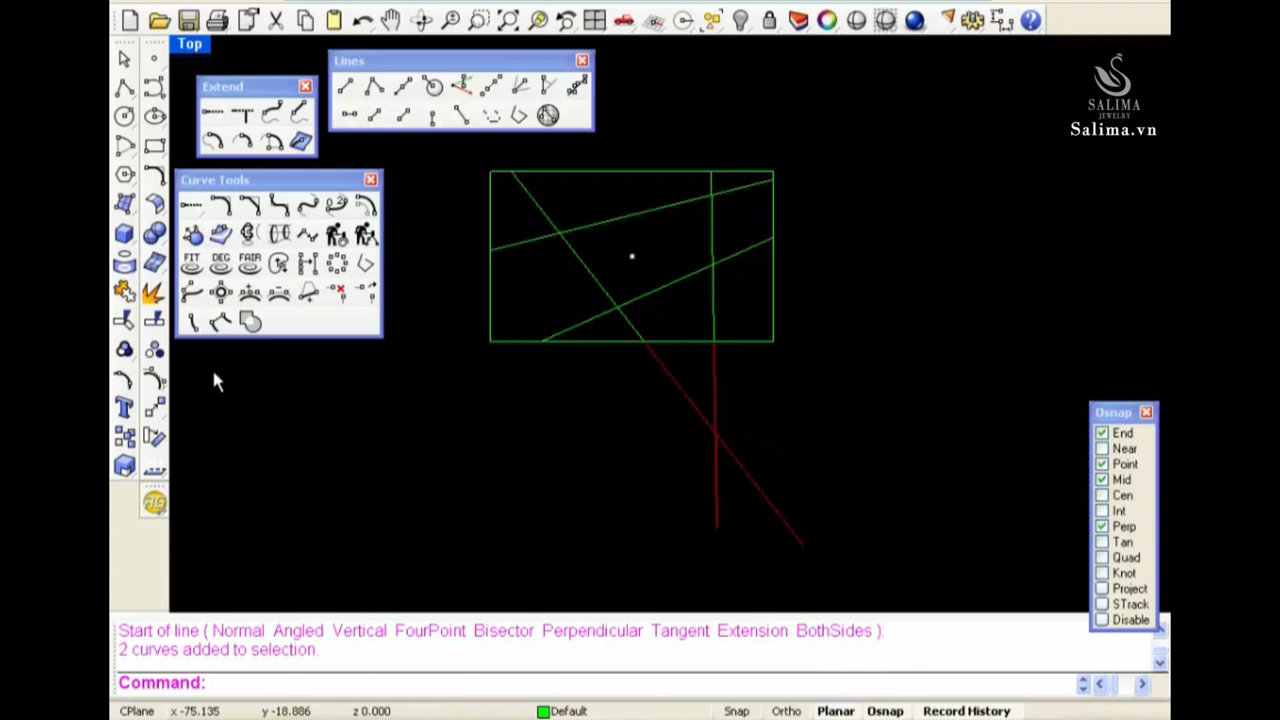 Top
SALIMA
JEWELRY
Salima.vn
Lines
Extend
Curve Tools
FIT DEG FAIR
Osnap
End
Near
Point
Mid
Cen
Int
Perp
Tan
Quad
Knot
Project
STrack
Disable
Start of line ( Normal Angled Vertical FourPoint Bisector Perpendicular Tangent Extension BothSides ):
2 curves added to selection.
Command:
CPlane x -75.135 y -18.886 z 0.000 Default Snap Ortho Planar Osnap Record History